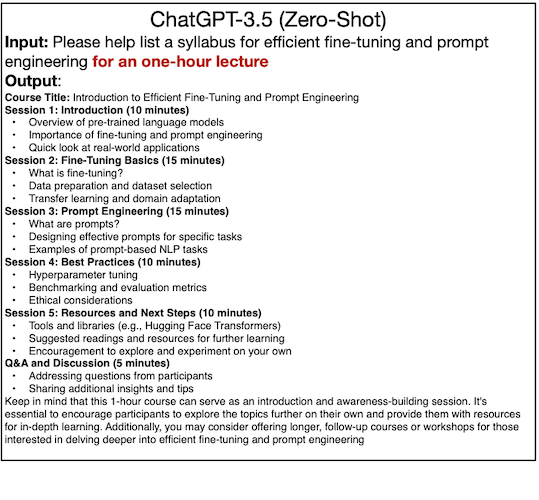 ChatGPT-3.5 (Zero-Shot)
Input: Please help list a syllabus for efficient fine-tuning and prompt
engineering for an one-hour lecture
Output:
Course Title: Introduction to Efficient Fine-Tuning and Prompt Engineering
Session 1: Introduction (10 minutes)
• Overview of pre-trained language models
• Importance of fine-tuning and prompt engineering
• Quick look at real-world applications
Session 2: Fine-Tuning Basics (15 minutes)
• What is fine-tuning?
• Data preparation and dataset selection
• Transfer learning and domain adaptation
Session 3: Prompt Engineering (15 minutes)
• What are prompts?
• Designing effective prompts for specific tasks
• Examples of prompt-based NLP tasks
Session 4: Best Practices (10 minutes)
• Hyperparameter tuning
• Benchmarking and evaluation metrics
• Ethical considerations
Session 5: Resources and Next Steps (10 minutes)
• Tools and libraries (e.g., Hugging Face Transformers)
• Suggested readings and resources for further learning
• Encouragement to explore and experiment on your own
Q&A and Discussion (5 minutes)
• Addressing questions from participants
• Sharing additional insights and tips
Keep in mind that this 1-hour course can serve as an introduction and awareness-building session. It's
essential to encourage participants to explore the topics further on their own and provide them with resources
for in-depth learning. Additionally, you may consider offering longer, follow-up courses or workshops for those
interested in delving deeper into efficient fine-tuning and prompt engineering